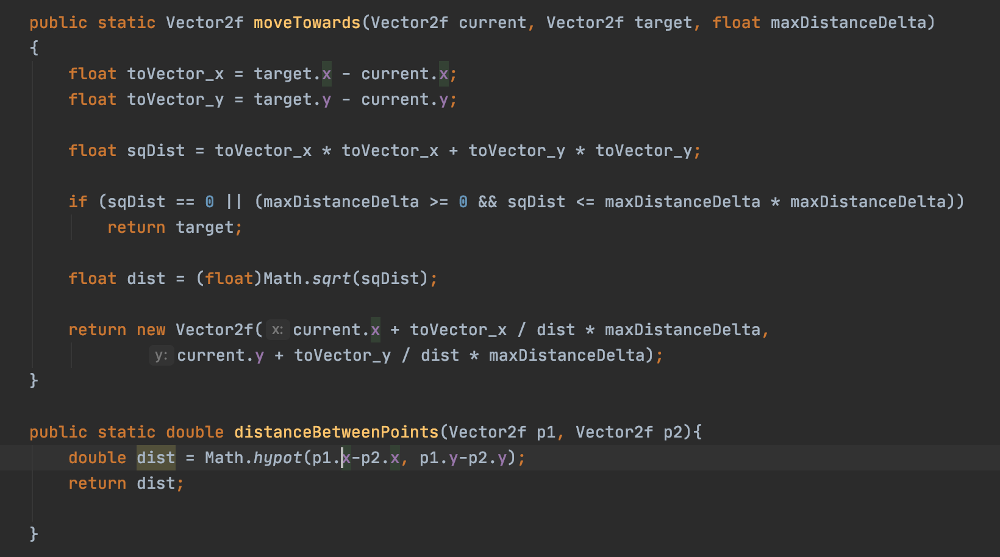 public static Vector2f moveTowards(Vector2f current, Vector2f target, float maxDistanceDelta)
{
float toVector_x = target.x - current.x;
float toVector_y = target.y - current.y;
float sqDist = toVector_x * toVector_x + toVector_y * toVector_y;
if (sqDist == 0 || (maxDistanceDelta >= 0 && sqDist <= maxDistanceDelta * maxDistanceDelta))
return target;
float dist = (float)Math.sqrt(sqDist);
return new Vector2f( x: current.x + toVector_x / dist * maxDistanceDelta,
y: current.y + toVector_y / dist * maxDistanceDelta);
}
public static double distanceBetweenPoints(Vector2f p1, Vector2f p2){
double dist = Math.hypot(p1.x-p2.x, p1.y-p2.y);
return dist;
}